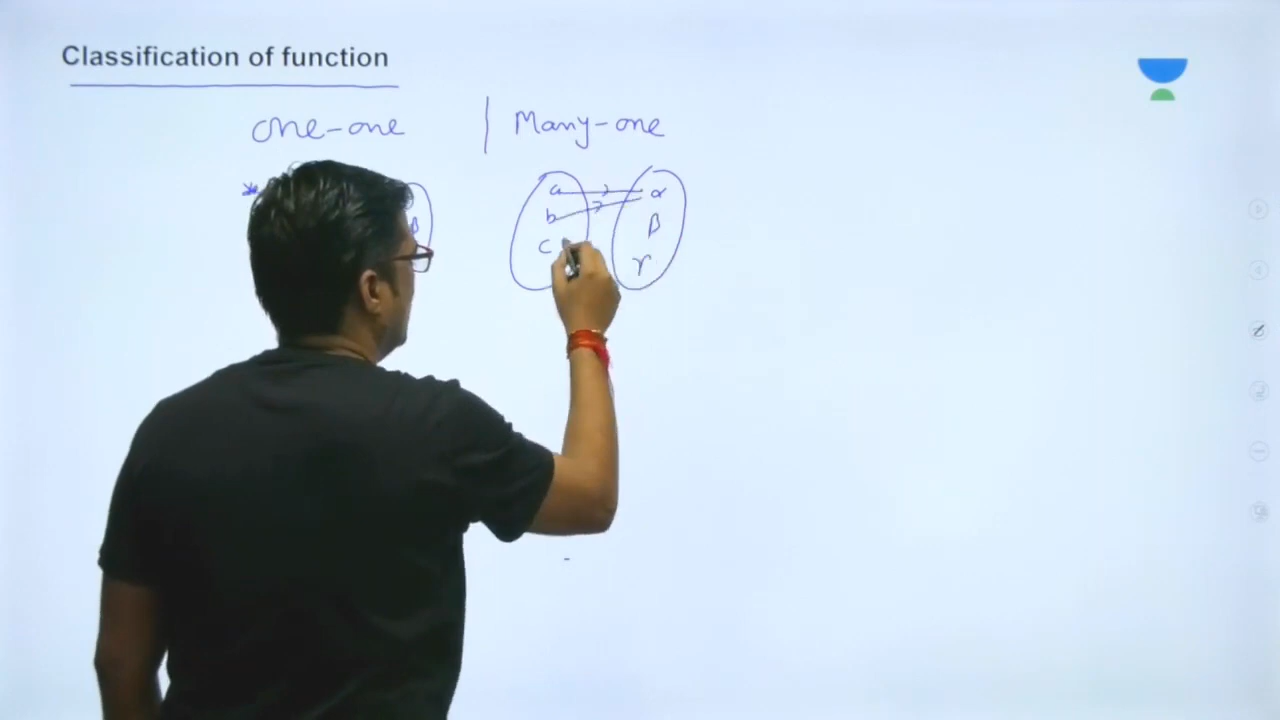 Classification of function
one-one | Many-one
a α
b β
c γ
β